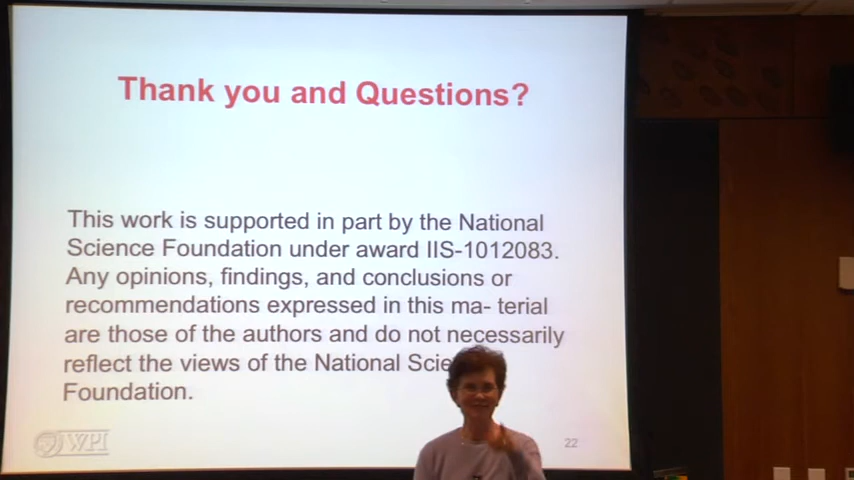 Thank you and Questions?
This work is supported in part by the National
Science Foundation under award IIS-1012083.
Any opinions, findings, and conclusions or
recommendations expressed in this ma- terial
are those of the authors and do not necessarily
reflect the views of the National Scie
Foundation.
WPI
22